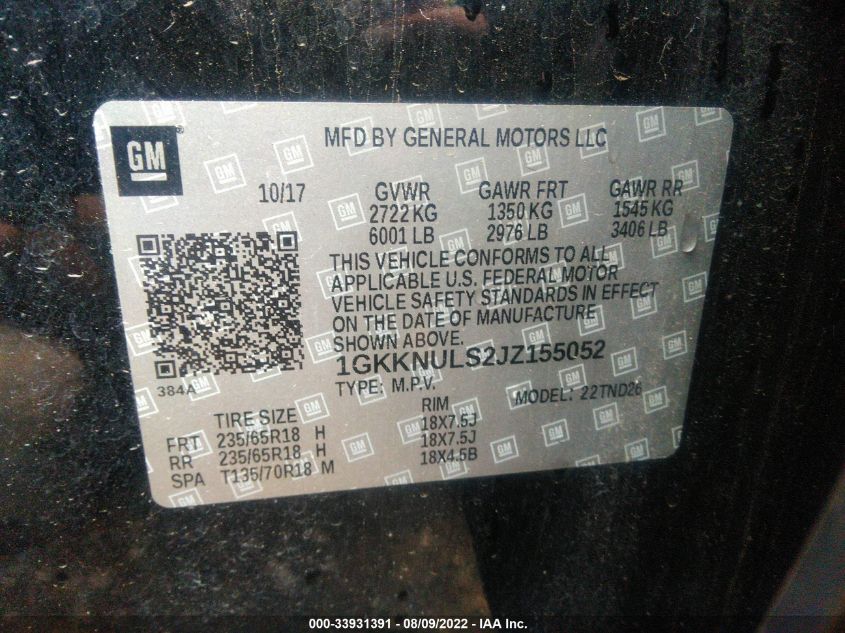 GM
MFD BY GENERAL MOTORS LLC
10/17 GVWR GAWR FRT GAWR RR
2722 KG 1350 KG 1545 KG
6001 LB 2976 LB 3406 LB
THIS VEHICLE CONFORMS TO ALL
APPLICABLE U.S. FEDERAL MOTOR
VEHICLE SAFETY STANDARDS IN EFFECT
ON THE DATE OF MANUFACTURE
SHOWN ABOVE.
1GKKNULS2JZ155052
384A TYPE: M.P.V. MODEL: 22TND26
TIRE SIZE RIM
FRT 235/65R18 H 18X7.5J
RR 235/65R18 H 18X7.5J
SPA T135/70R18 M 18X4.5B
000-33931391 - 08/09/2022 - IAA Inc.